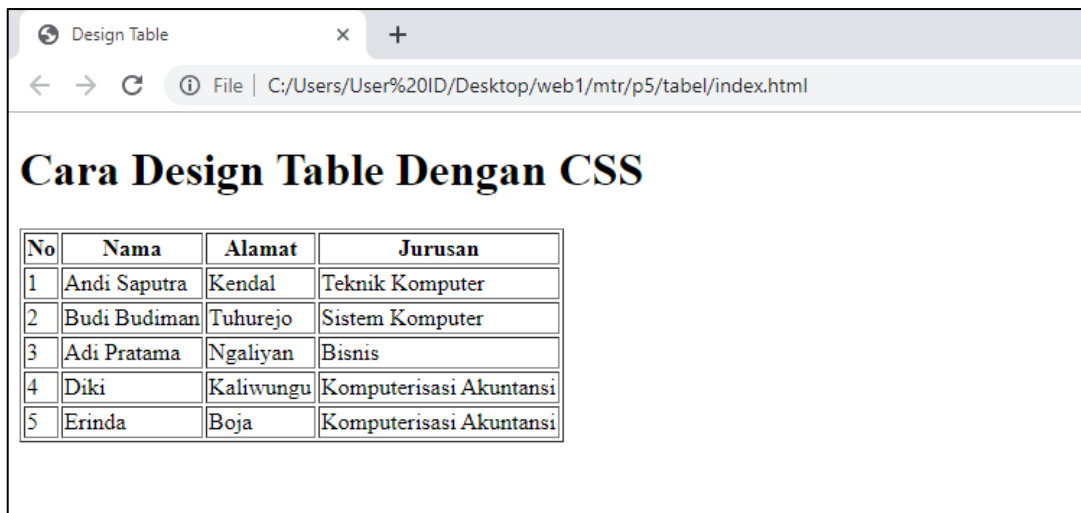 Design Table
File | C:/Users/User%20ID/Desktop/web1/mtr/p5/tabel/index.html
Cara Design Table Dengan CSS
No Nama Alamat Jurusan
1 Andi Saputra Kendal Teknik Komputer
2 Budi Budiman Tuhurejo Sistem Komputer
3 Adi Pratama Ngaliyan Bisnis
4 Diki Kaliwungu Komputerisasi Akuntansi
5 Erinda Boja Komputerisasi Akuntansi